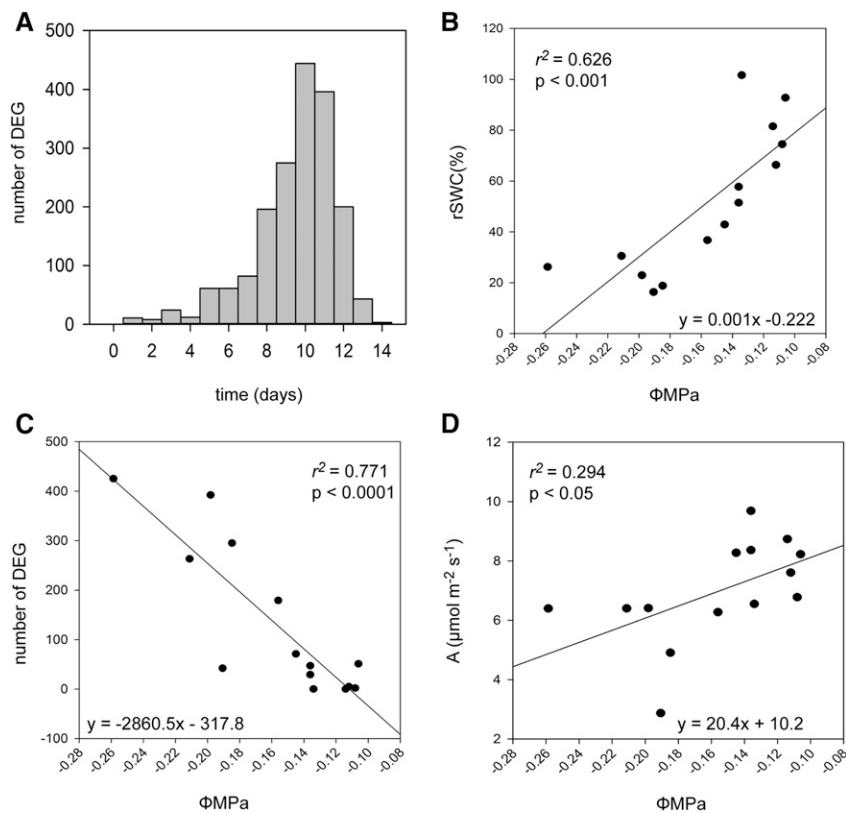 A
500
400
300
200
100
0
number of DEG
0 2 4 6 8 10 12 14
time (days)
B
r² = 0.626
p < 0.001
120
100
80
60
40
20
0
rSWC(%)
y = 0.001x -0.222
-0.28 -0.26 -0.24 -0.22 -0.20 -0.18 -0.16 -0.14 -0.12 -0.10 -0.08
ΦMPa
C
500
400
300
200
100
0
-100
number of DEG
r² = 0.771
p < 0.0001
y = -2860.5x - 317.8
-0.28 -0.26 -0.24 -0.22 -0.20 -0.18 -0.16 -0.14 -0.12 -0.10 -0.08
ΦMPa
D
12
10
8
6
4
2
A (µmol m⁻² s⁻¹)
r² = 0.294
p < 0.05
y = 20.4x + 10.2
-0.28 -0.26 -0.24 -0.22 -0.20 -0.18 -0.16 -0.14 -0.12 -0.10 -0.08
ΦMPa